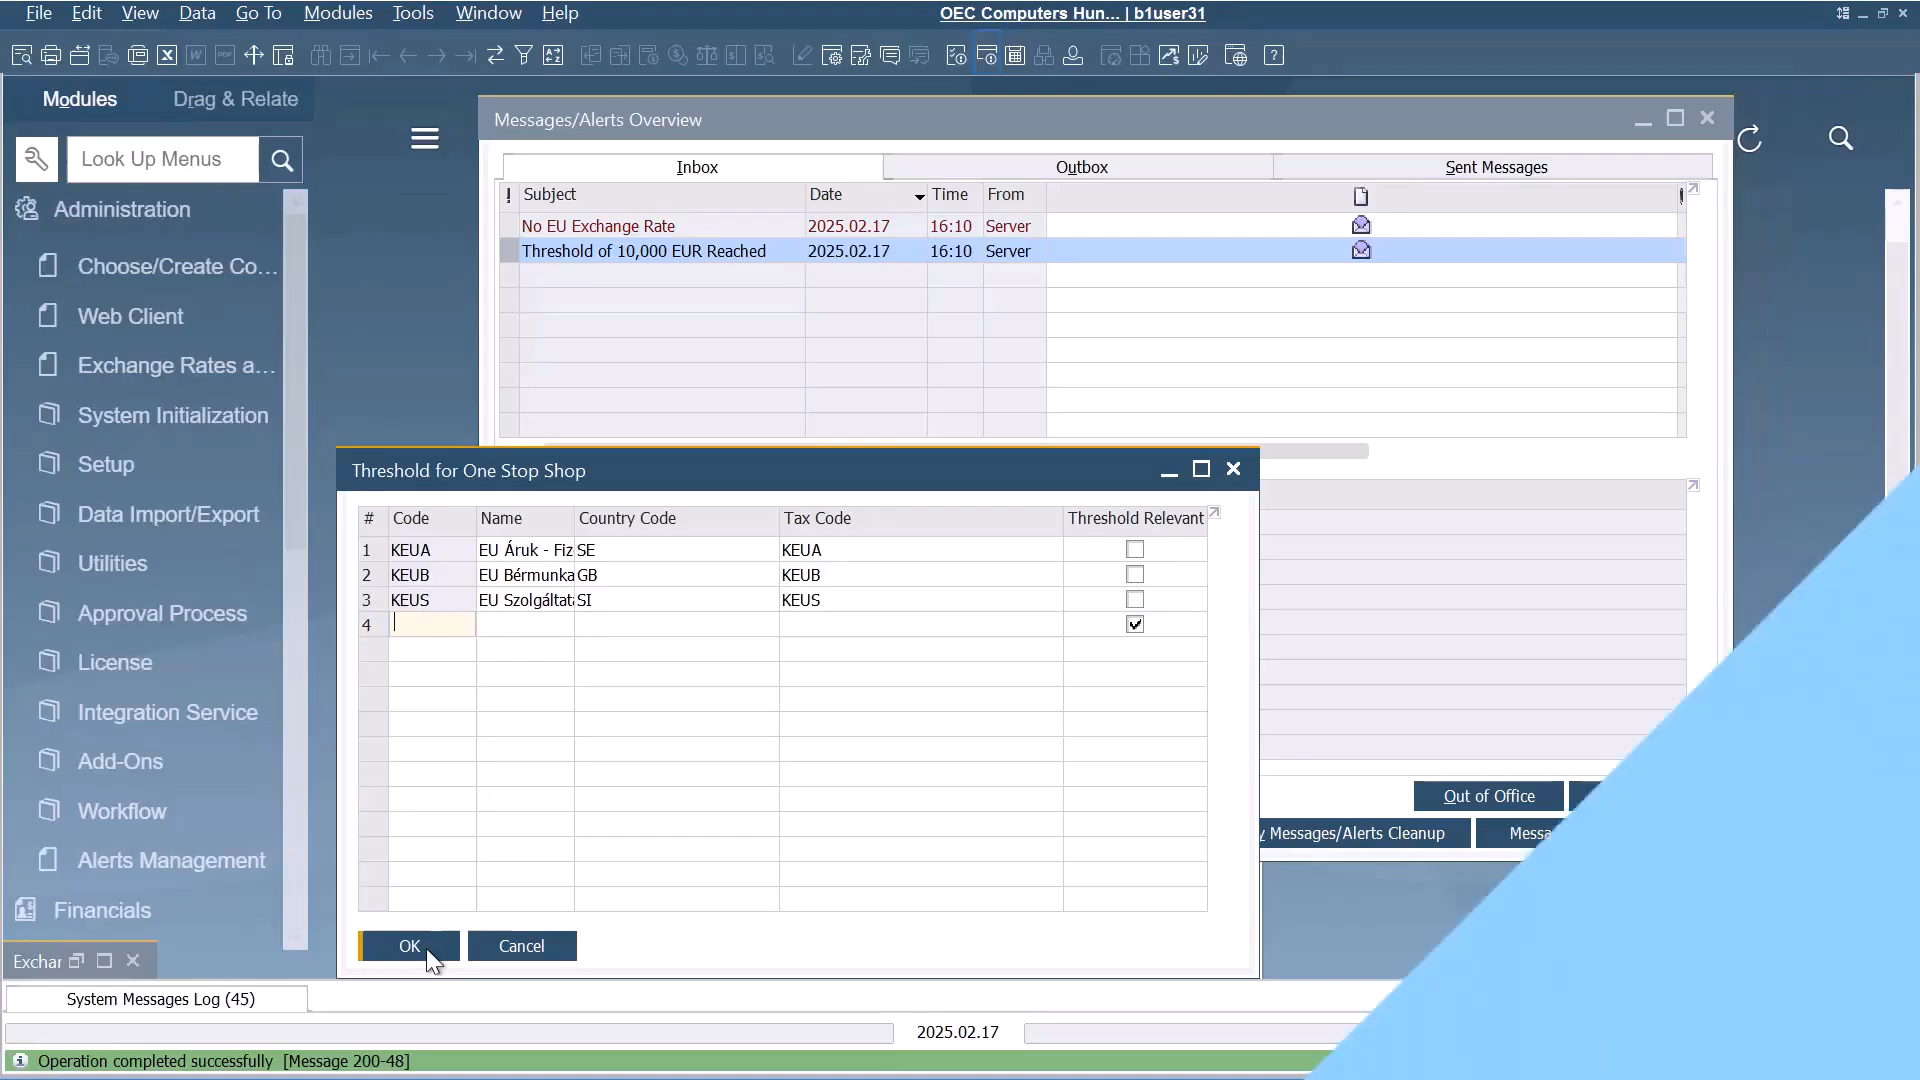 File Edit View Data Go To Modules Tools Window Help
OEC Computers Hun... | b1user31
Modules Drag & Relate
Look Up Menus
Administration
Choose/Create Co...
Web Client
Exchange Rates a...
System Initialization
Setup
Data Import/Export
Utilities
Approval Process
License
Integration Service
Add-Ons
Workflow
Alerts Management
Financials
Messages/Alerts Overview
Inbox Outbox Sent Messages
! Subject Date Time From
No EU Exchange Rate 2025.02.17 16:10 Server
Threshold of 10,000 EUR Reached 2025.02.17 16:10 Server
Threshold for One Stop Shop
# Code Name Country Code Tax Code Threshold Relevant
1 KEUA EU Áruk - Fiz SE KEUA
2 KEUB EU Bérmunka GB KEUB
3 KEUS EU Szolgáltat SI KEUS
4
OK Cancel
Out of Office
y Messages/Alerts Cleanup Messa
Exchar
System Messages Log (45)
2025.02.17
Operation completed successfully [Message 200-48]